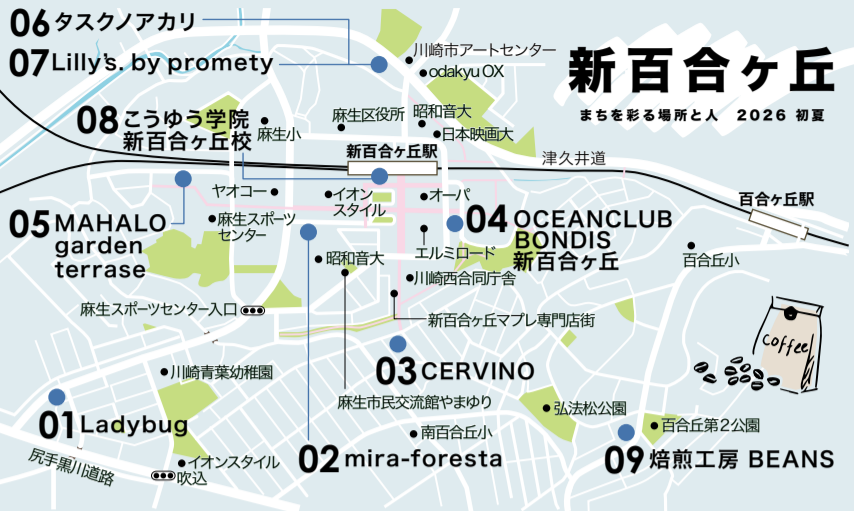 06 タスクノアカリ
07 Lilly's. by promety
川崎市アートセンター
odakyu OX
新百合ヶ丘
まちを彩る場所と人 2026 初夏
08 こうゆう学院
新百合ヶ丘校
麻生小
麻生区役所
昭和音大
日本映画大
新百合ヶ丘駅
津久井道
ヤオコー
イオン
スタイル
オーパ
百合ヶ丘駅
05 MAHALO
garden
terrase
麻生スポーツ
センター
04 OCEANCLUB
BONDIS
新百合ヶ丘
エルミロード
昭和音大
百合丘小
川崎西合同庁舎
麻生スポーツセンター入口
新百合ヶ丘マプレ専門店街
coffee
03 CERVINO
川崎青葉幼稚園
麻生市民交流館やまゆり
弘法松公園
01 Ladybug
南百合丘小
百合丘第2公園
尻手黒川道路
イオンスタイル
吹込
02 mira-foresta
09 焙煎工房 BEANS